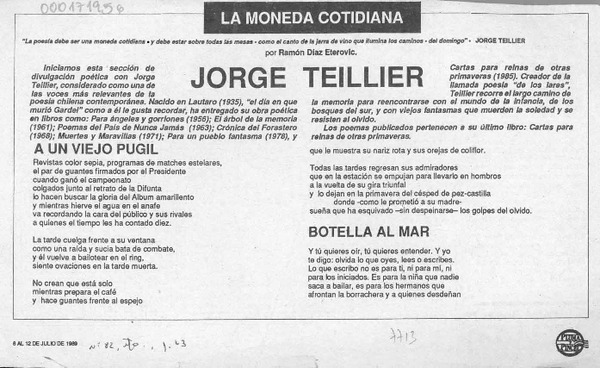 000171956
LA MONEDA COTIDIANA
"La poesía debe ser una moneda cotidiana - y debe estar sobre todas las mesas - como el canto de la jarra de vino que ilumina los caminos - del domingo" - JORGE TEILLIER
por Ramón Díaz Eterovic.
JORGE TEILLIER
Iniciamos esta sección de
divulgación poética con Jorge
Teillier, considerado como una de
las voces más relevantes de la
poesía chilena contemporánea. Nacido en Lautaro (1935), "el día en que
murió Gardel" como a él le gusta recordar, ha entregado su obra poética
en libros como: Para ángeles y gorriones (1956); El árbol de la memoria
(1961); Poemas del País de Nunca Jamás (1963); Crónica del Forastero
(1968); Muertes y Maravillas (1971); Para un pueblo fantasma (1978), y
Cartas para reinas de otras
primaveras (1985). Creador de la
llamada poesía "de los lares",
Teillier recorre el largo camino de
la memoria para reencontrarse con el mundo de la infancia, de los
bosques del sur, y con viejos fantasmas que muerden la soledad y se
resisten al olvido.
Los poemas publicados pertenecen a su último libro: Cartas para
reinas de otras primaveras.
A UN VIEJO PUGIL
Revistas color sepia, programas de matches estelares,
el par de guantes firmados por el Presidente
cuando ganó el campeonato
colgados junto al retrato de la Difunta
lo hacen buscar la gloria del Album amarillento
y mientras hierve el agua en el anafe
va recordando la cara del público y sus rivales
a quienes el tiempo les ha contado diez.
La tarde cuelga frente a su ventana
como una raída y sucia bata de combate,
y él vuelve a bailotear en el ring,
siente ovaciones en la tarde muerta.
No crean que está solo
mientras prepara el café
y hace guantes frente al espejo
que le muestra su nariz rota y sus orejas de coliflor.
Todas las tardes regresan sus admiradores
que en la estación se empujan para llevarlo en hombros
a la vuelta de su gira triunfal
y lo dejan en la primavera del césped de pez-castilla
donde -como le prometió a su madre-
sueña que ha esquivado -sin despeinarse- los golpes del olvido.
BOTELLA AL MAR
Y tú quieres oír, tú quieres entender. Y yo
te digo: olvida lo que oyes, lees o escribes.
Lo que escribo no es para ti, ni para mí, ni
para los iniciados. Es para la niña que nadie
saca a bailar, es para los hermanos que
afrontan la borrachera y a quienes desdeñan
6 AL 12 DE JULIO DE 1989
7713